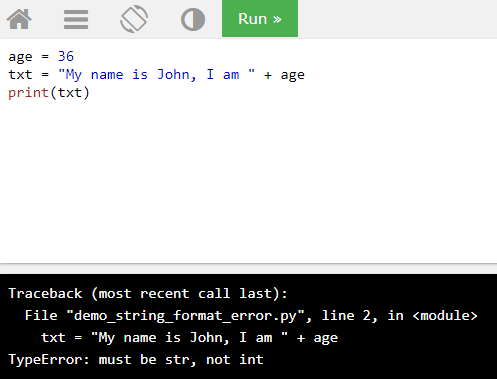 Run »
age = 36
txt = "My name is John, I am " + age
print(txt)
Traceback (most recent call last):
  File "demo_string_format_error.py", line 2, in <module>
    txt = "My name is John, I am " + age
TypeError: must be str, not int